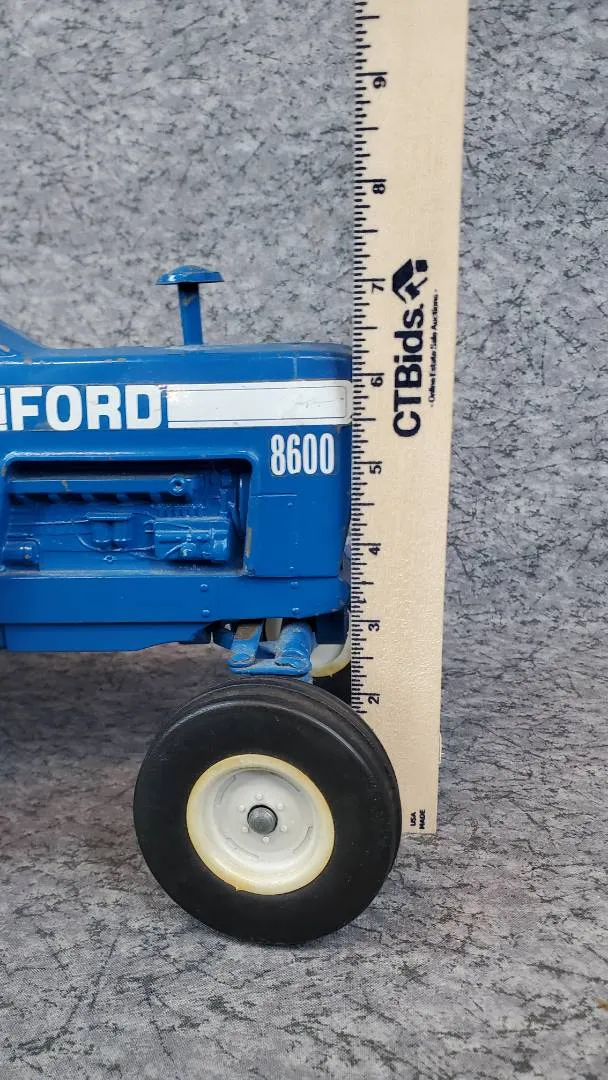 FORD
8600
9
8
7
6
5
4
3
2
CTBids.
- Online Estate Sale Auctions -
USA
MADE